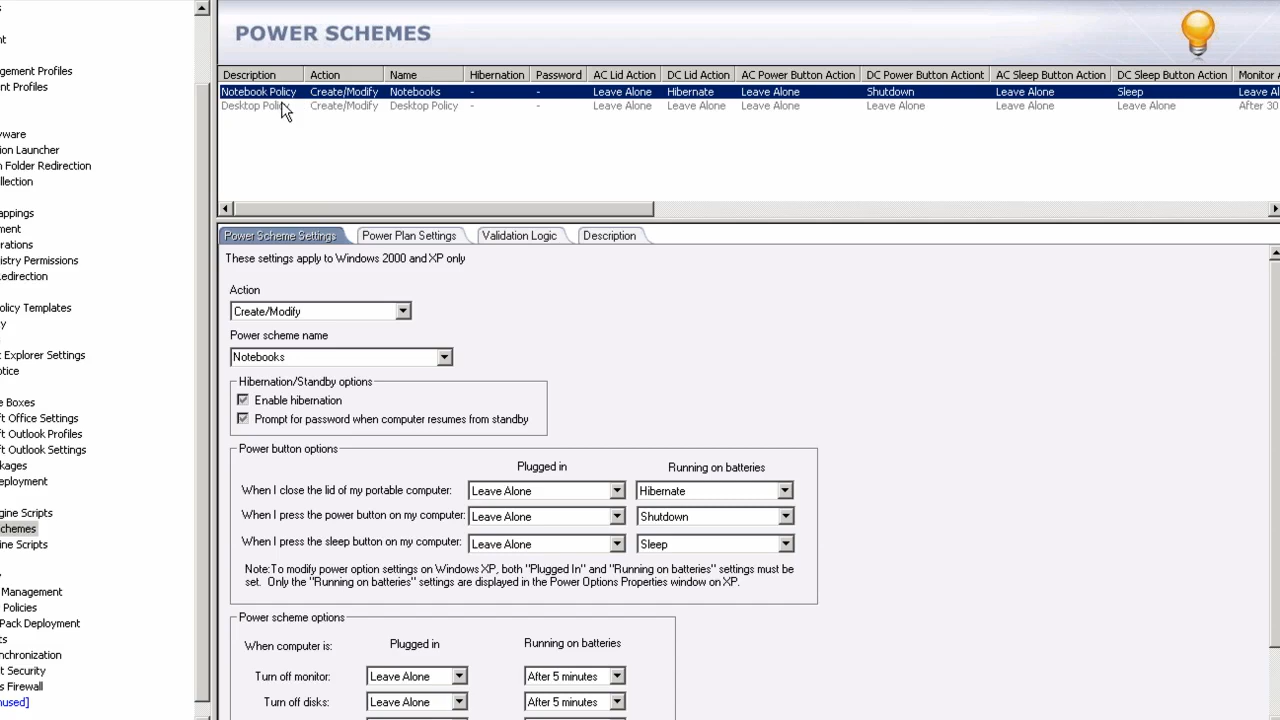 nt
gement Profiles
ent Profiles
ware
ion Launcher
n Folder Redirection
llection
appings
ment
rations
istry Permissions
Redirection
olicy Templates
y
t Explorer Settings
otice
e Boxes
ft Office Settings
ft Outlook Profiles
ft Outlook Settings
kages
eployment
gine Scripts
chemes
ine Scripts
Management
Policies
Pack Deployment
ts
nchronization
t Security
s Firewall
nused]
POWER SCHEMES
Description Action Name Hibernation Password AC Lid Action DC Lid Action AC Power Button Action DC Power Button Actiont AC Sleep Button Action DC Sleep Button Action Monitor A
Notebook Policy Create/Modify Notebooks - - Leave Alone Hibernate Leave Alone Shutdown Leave Alone Sleep Leave Al
Desktop Policy Create/Modify Desktop Policy - - Leave Alone Leave Alone Leave Alone Leave Alone Leave Alone Leave Alone After 30
Power Scheme Settings Power Plan Settings Validation Logic Description
These settings apply to Windows 2000 and XP only
Action
Create/Modify
Power scheme name
Notebooks
Hibernation/Standby options
Enable hibernation
Prompt for password when computer resumes from standby
Power button options
Plugged in Running on batteries
When I close the lid of my portable computer: Leave Alone Hibernate
When I press the power button on my computer: Leave Alone Shutdown
When I press the sleep button on my computer: Leave Alone Sleep
Note:To modify power option settings on Windows XP, both "Plugged In" and "Running on batteries" settings must be
set. Only the "Running on batteries" settings are displayed in the Power Options Properties window on XP.
Power scheme options
When computer is: Plugged in Running on batteries
Turn off monitor: Leave Alone After 5 minutes
Turn off disks: Leave Alone After 5 minutes